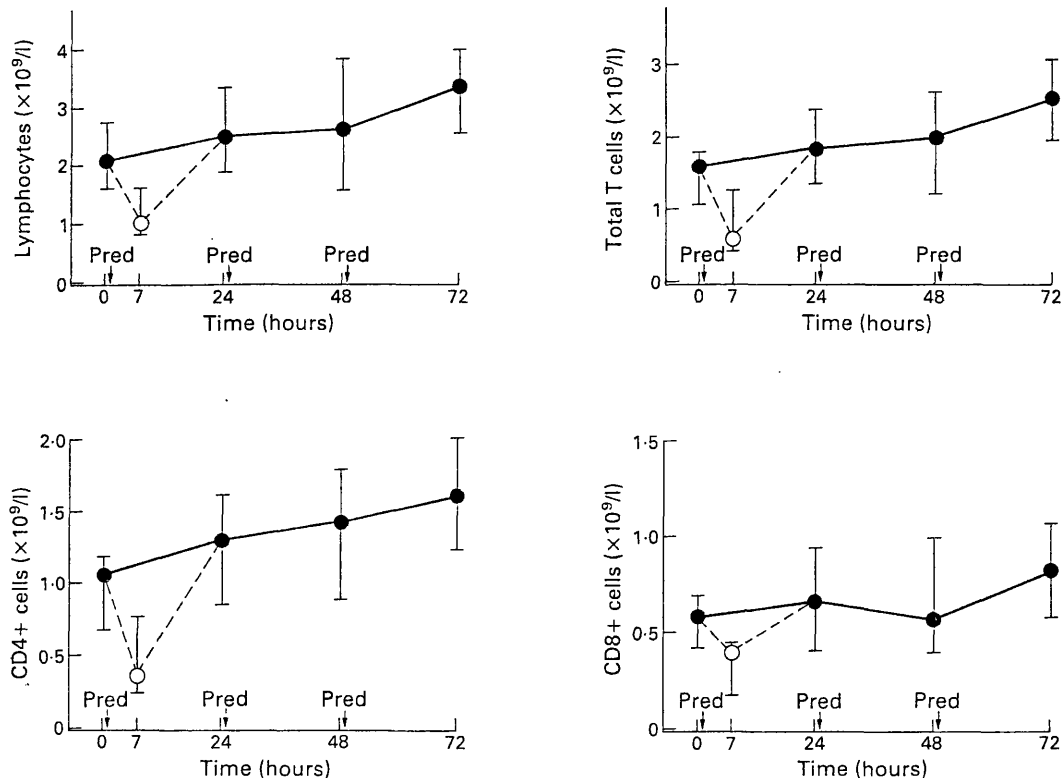 Lymphocytes (×10⁹/l)
4
3
2
1
0
Pred Pred Pred
0 7 24 48 72
Time (hours)
Total T cells (×10⁹/l)
3
2
1
0
Pred Pred Pred
0 7 24 48 72
Time (hours)
CD4+ cells (×10⁹/l)
2·0
1·5
1·0
0·5
0
Pred Pred Pred
0 7 24 48 72
Time (hours)
CD8+ cells (×10⁹/l)
1·5
1·0
0·5
0
Pred Pred Pred
0 7 24 48 72
Time (hours)